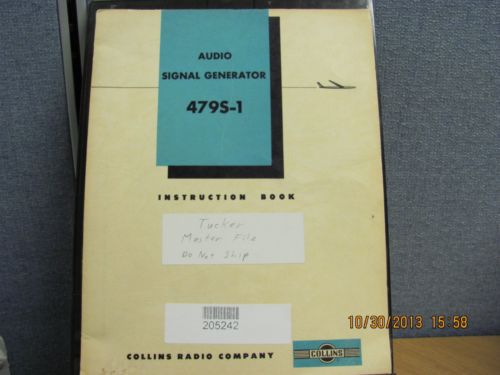 AUDIO
SIGNAL GENERATOR
479S-1
INSTRUCTION BOOK
Tucker
Master File
Do Not Ship
205242
COLLINS RADIO COMPANY
COLLINS
10/30/2013 15:58